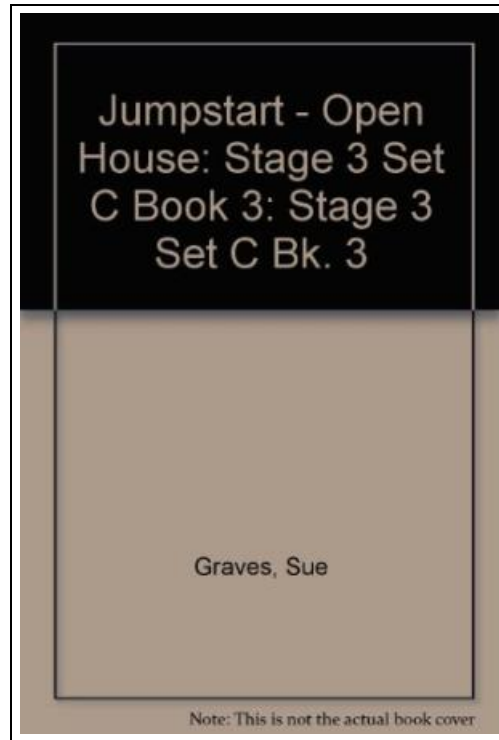 Jumpstart - Open
House: Stage 3 Set
C Book 3: Stage 3
Set C Bk. 3
Graves, Sue
Note: This is not the actual book cover